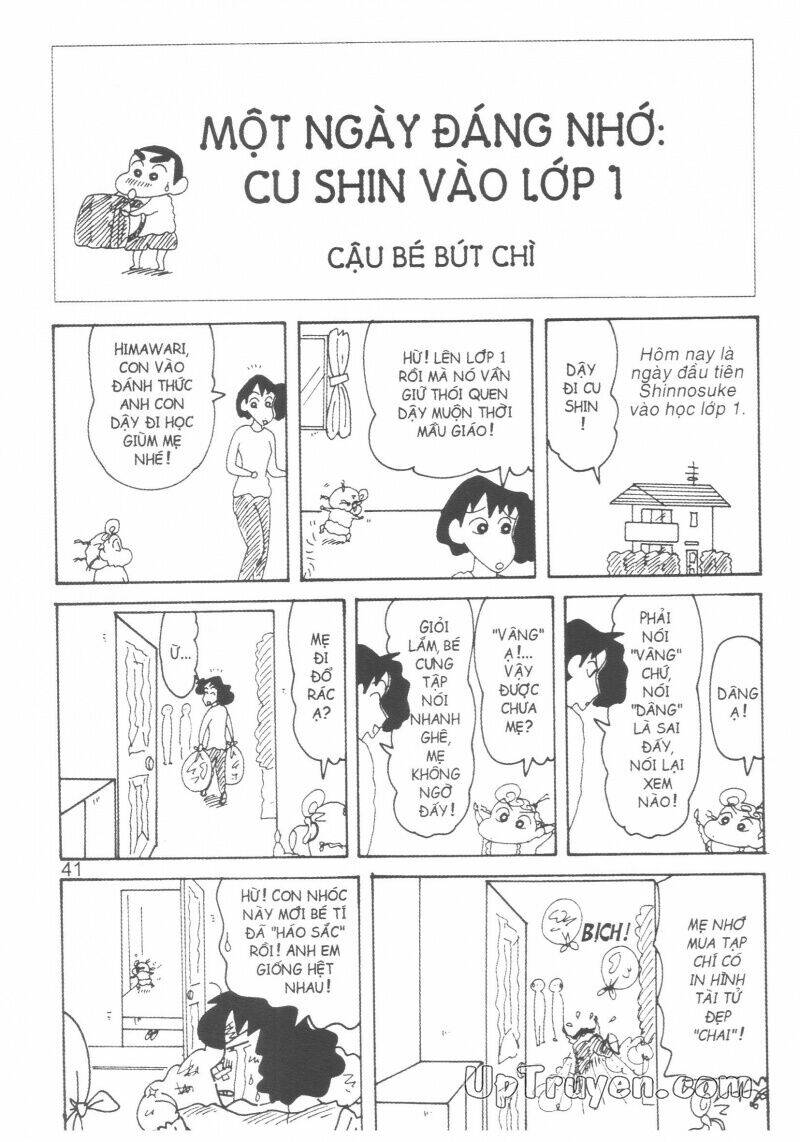 MỘT NGÀY ĐÁNG NHỚ:
CU SHIN VÀO LỚP 1
CẬU BÉ BÚT CHÌ
Hôm nay là
ngày đầu tiên
Shinnosuke
vào học lớp 1.
DẬY
ĐI CU
SHIN
!
HỪ! LÊN LỚP 1
RỒI MÀ NÓ VẪN
GIỮ THÓI QUEN
DẬY MUỘN THỜI
MẪU GIÁO!
HIMAWARI,
CON VÀO
ĐÁNH THỨC
ANH CON
DẬY ĐI HỌC
GIÙM MẸ
NHÉ!
DÂNG
Ạ!
PHẢI
NÓI
"VÂNG"
CHỨ,
NÓI
"DÂNG"
LÀ SAI
ĐẤY,
NÓI LẠI
XEM
NÀO!
"VÂNG"
Ạ!...
VẬY
ĐƯỢC
CHƯA
MẸ?
GIỎI
LẮM, BÉ
CƯNG
TẬP
NÓI
NHANH
GHÊ,
MẸ
KHÔNG
NGỜ
ĐẤY!
MẸ
ĐI
ĐỔ
RÁC
Ạ?
Ừ...
41
MẸ NHỚ
MUA TẠP
CHÍ CÓ
IN HÌNH
TÀI TỬ
ĐẸP
"CHAI"!
BỊCH!
HỪ! CON NHÓC
NÀY MỚI BÉ TÍ
ĐÃ "HÁO SẮC"
RỒI! ANH EM
GIỐNG HỆT
NHAU!
UpTruyen.com